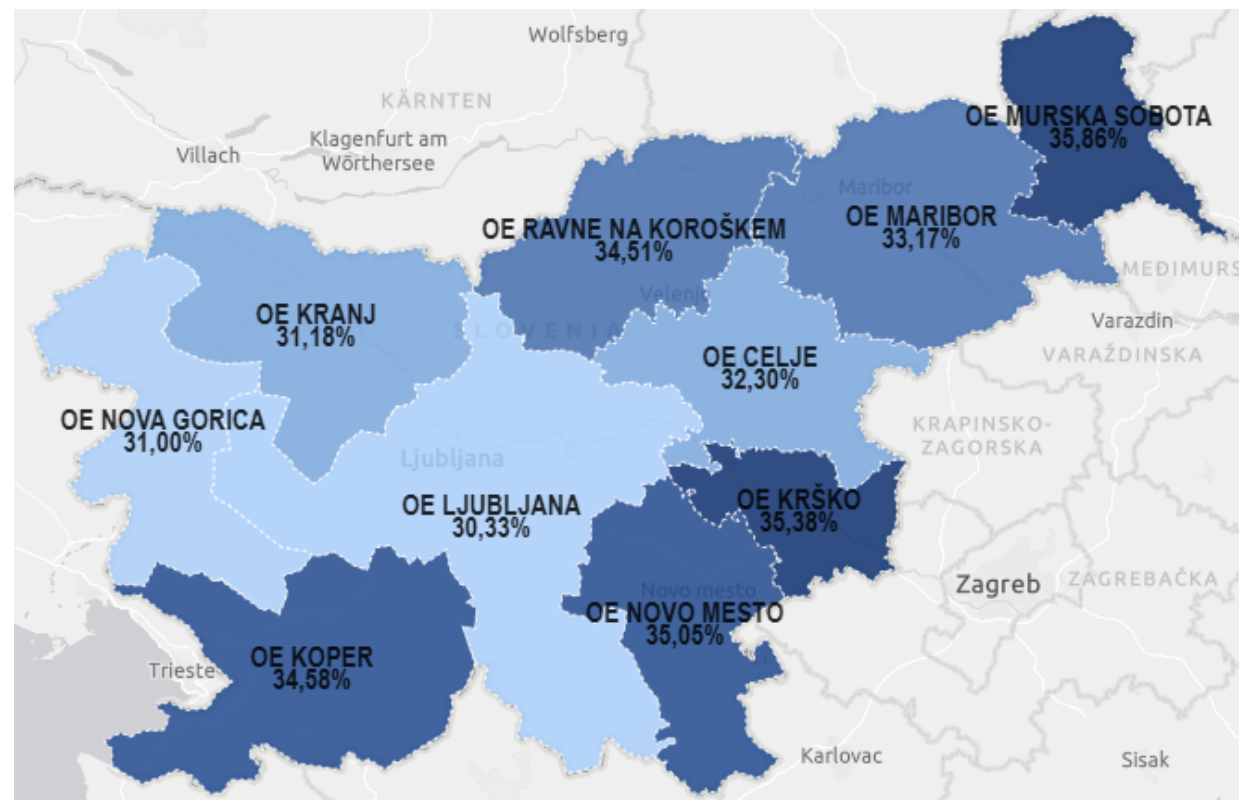 Wolfsberg
KÄRNTEN
OE MURSKA SOBOTA
35,86%
Klagenfurt am
Wörthersee
Villach
Maribor
OE MARIBOR
33,17%
OE RAVNE NA KOROŠKEM
34,51%
MEĐIMURS
Velenje
OE KRANJ
31,18%
SLOVENIA
Varazdin
VARAŽDINSKA
OE CELJE
32,30%
OE NOVA GORICA
31,00%
KRAPINSKO-
ZAGORSKA
Ljubljana
OE LJUBLJANA
30,33%
OE KRŠKO
35,38%
Zagreb
ZAGREBAČKA
Novo mesto
OE NOVO MESTO
35,05%
OE KOPER
34,58%
Trieste
Karlovac
Sisak